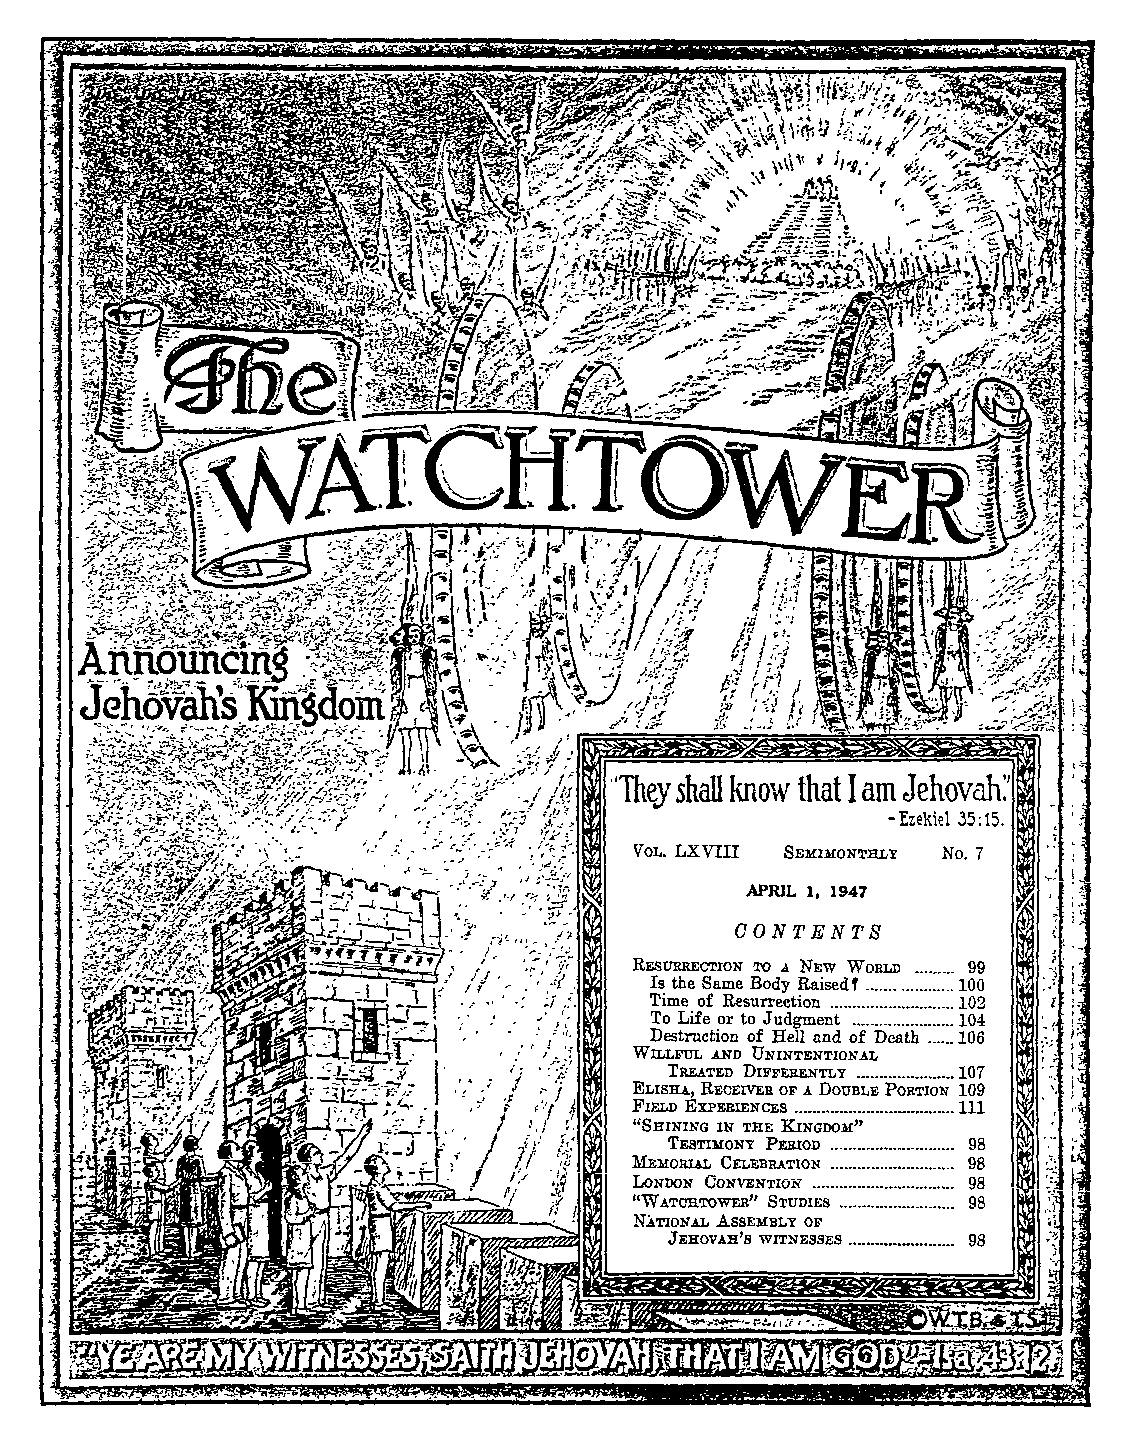 The
WATCHTOWER
Announcing
Jehovah's Kingdom
"They shall know that I am Jehovah."
-Ezekiel 35:15.
VOL. LXVIII SEMIMONTHLY No. 7
APRIL 1, 1947
CONTENTS
RESURRECTION TO A NEW WORLD ........ 99
Is the Same Body Raised? ................ 100
Time of Resurrection ...................... 102
To Life or to Judgment .................. 104
Destruction of Hell and of Death ..... 106
WILLFUL AND UNINTENTIONAL
TREATED DIFFERENTLY .................. 107
ELISHA, RECEIVER OF A DOUBLE PORTION 109
FIELD EXPERIENCES ............................ 111
"SHINING IN THE KINGDOM"
TESTIMONY PERIOD ...................... 98
MEMORIAL CELEBRATION ...................... 98
LONDON CONVENTION ......................... 98
"WATCHTOWER" STUDIES .................... 98
NATIONAL ASSEMBLY OF
JEHOVAH'S WITNESSES ................... 98
©W.T.B. & T.S.
"YE ARE MY WITNESSES, SAITH JEHOVAH, THAT I AM GOD"-Isa. 43:12.